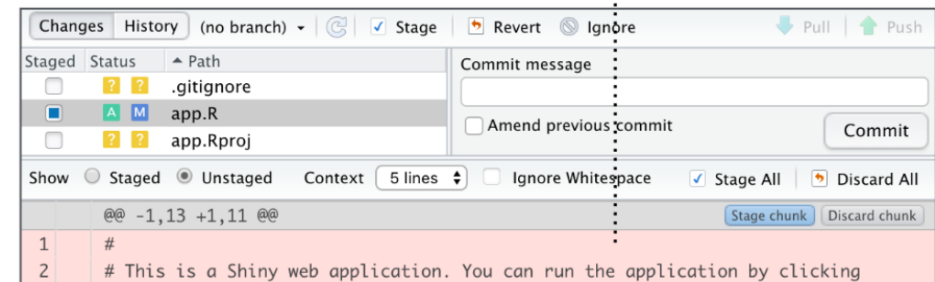 Changes History (no branch) Stage Revert Ignore Pull Push
Staged Status Path Commit message
? ? .gitignore
A M app.R
Amend previous commit Commit
? ? app.Rproj
Show Staged Unstaged Context 5 lines Ignore Whitespace Stage All Discard All
@@ -1,13 +1,11 @@ Stage chunk Discard chunk
1 #
2 # This is a Shiny web application. You can run the application by clicking